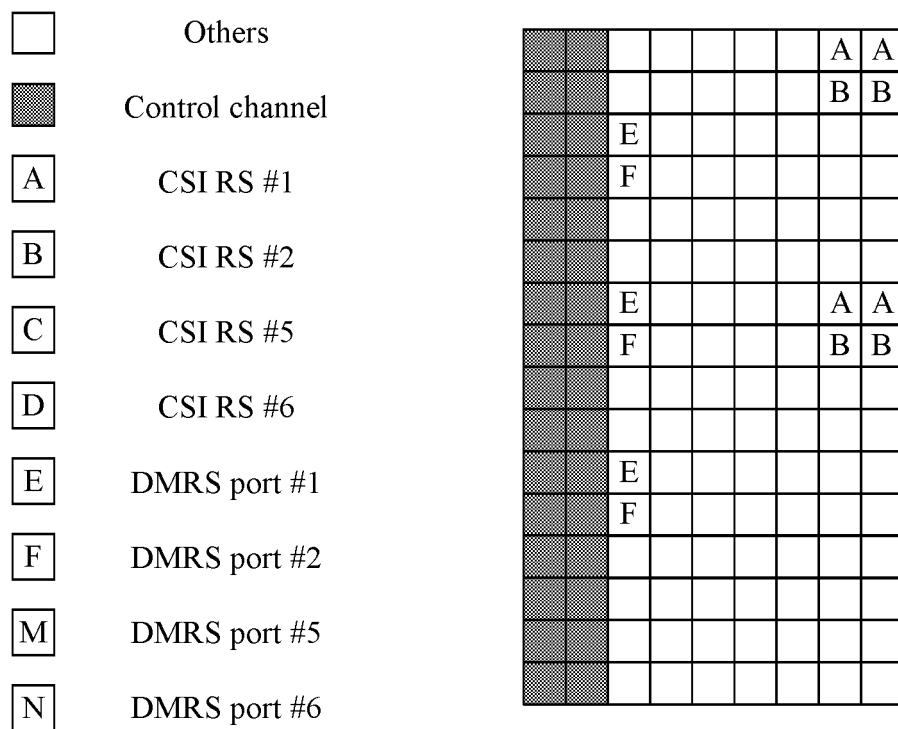 Others
Control channel
A CSI RS #1
B CSI RS #2
C CSI RS #5
D CSI RS #6
E DMRS port #1
F DMRS port #2
M DMRS port #5
N DMRS port #6
A A
B B
E
F
E A A
F B B
E
F